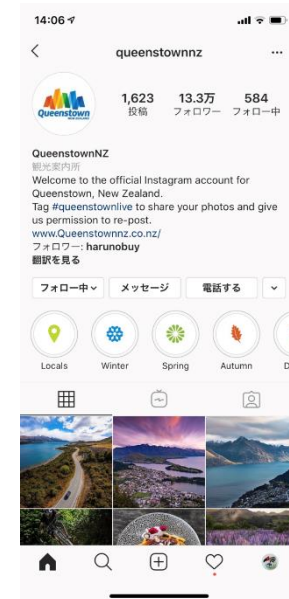 14:06
queenstownnz
Queenstown
1,623 13.3万 584
投稿 フォロワー フォロー中
QueenstownNZ
観光案内所
Welcome to the official Instagram account for
Queenstown, New Zealand.
Tag #queenstownlive to share your photos and give
us permission to re-post.
www.Queenstownnz.co.nz/
フォロワー: harunobuy
翻訳を見る
フォロー中 メッセージ 電話する
Locals Winter Spring Autumn D